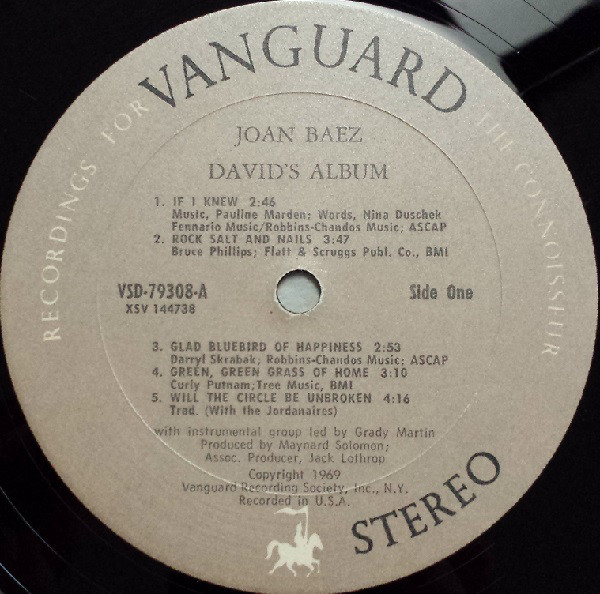 RECORDINGS FOR VANGUARD THE CONNOISSEUR
JOAN BAEZ
DAVID'S ALBUM
1. IF I KNEW 2:46
Music, Pauline Marden; Words, Nina Duschek
Fennario Music/Robbins-Chandos Music; ASCAP
2. ROCK SALT AND NAILS 3:47
Bruce Phillips; Flatt & Scruggs Publ. Co., BMI
VSD-79308-A
XSV 144738
Side One
3. GLAD BLUEBIRD OF HAPPINESS 2:53
Darryl Skrabak; Robbins-Chandos Music; ASCAP
4. GREEN, GREEN GRASS OF HOME 3:10
Curly Putnam;Tree Music, BMI
5. WILL THE CIRCLE BE UNBROKEN 4:16
Trad. (With the Jordanaires)
with instrumental group led by Grady Martin
Produced by Maynard Solomon;
Assoc. Producer, Jack Lothrop
Copyright 1969
Vanguard Recording Society, Inc., N.Y.
Recorded in U.S.A.
STEREO